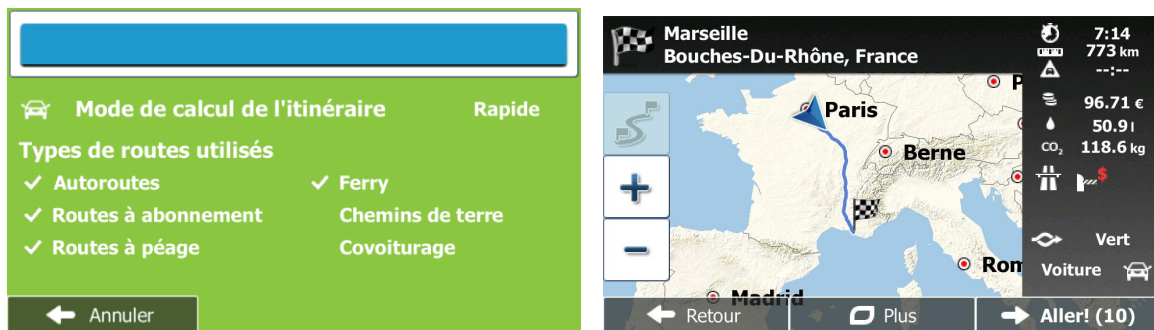 Mode de calcul de l'itinéraire Rapide
Types de routes utilisés
Autoroutes Ferry
Routes à abonnement Chemins de terre
Routes à péage Covoiturage
Annuler
Marseille
Bouches-Du-Rhône, France
7:14
773 km
--:--
96.71 €
50.9 l
CO2 118.6 kg
$
P
Paris
Berne
Rom
Madrid
Vert
Voiture
Retour Plus Aller! (10)